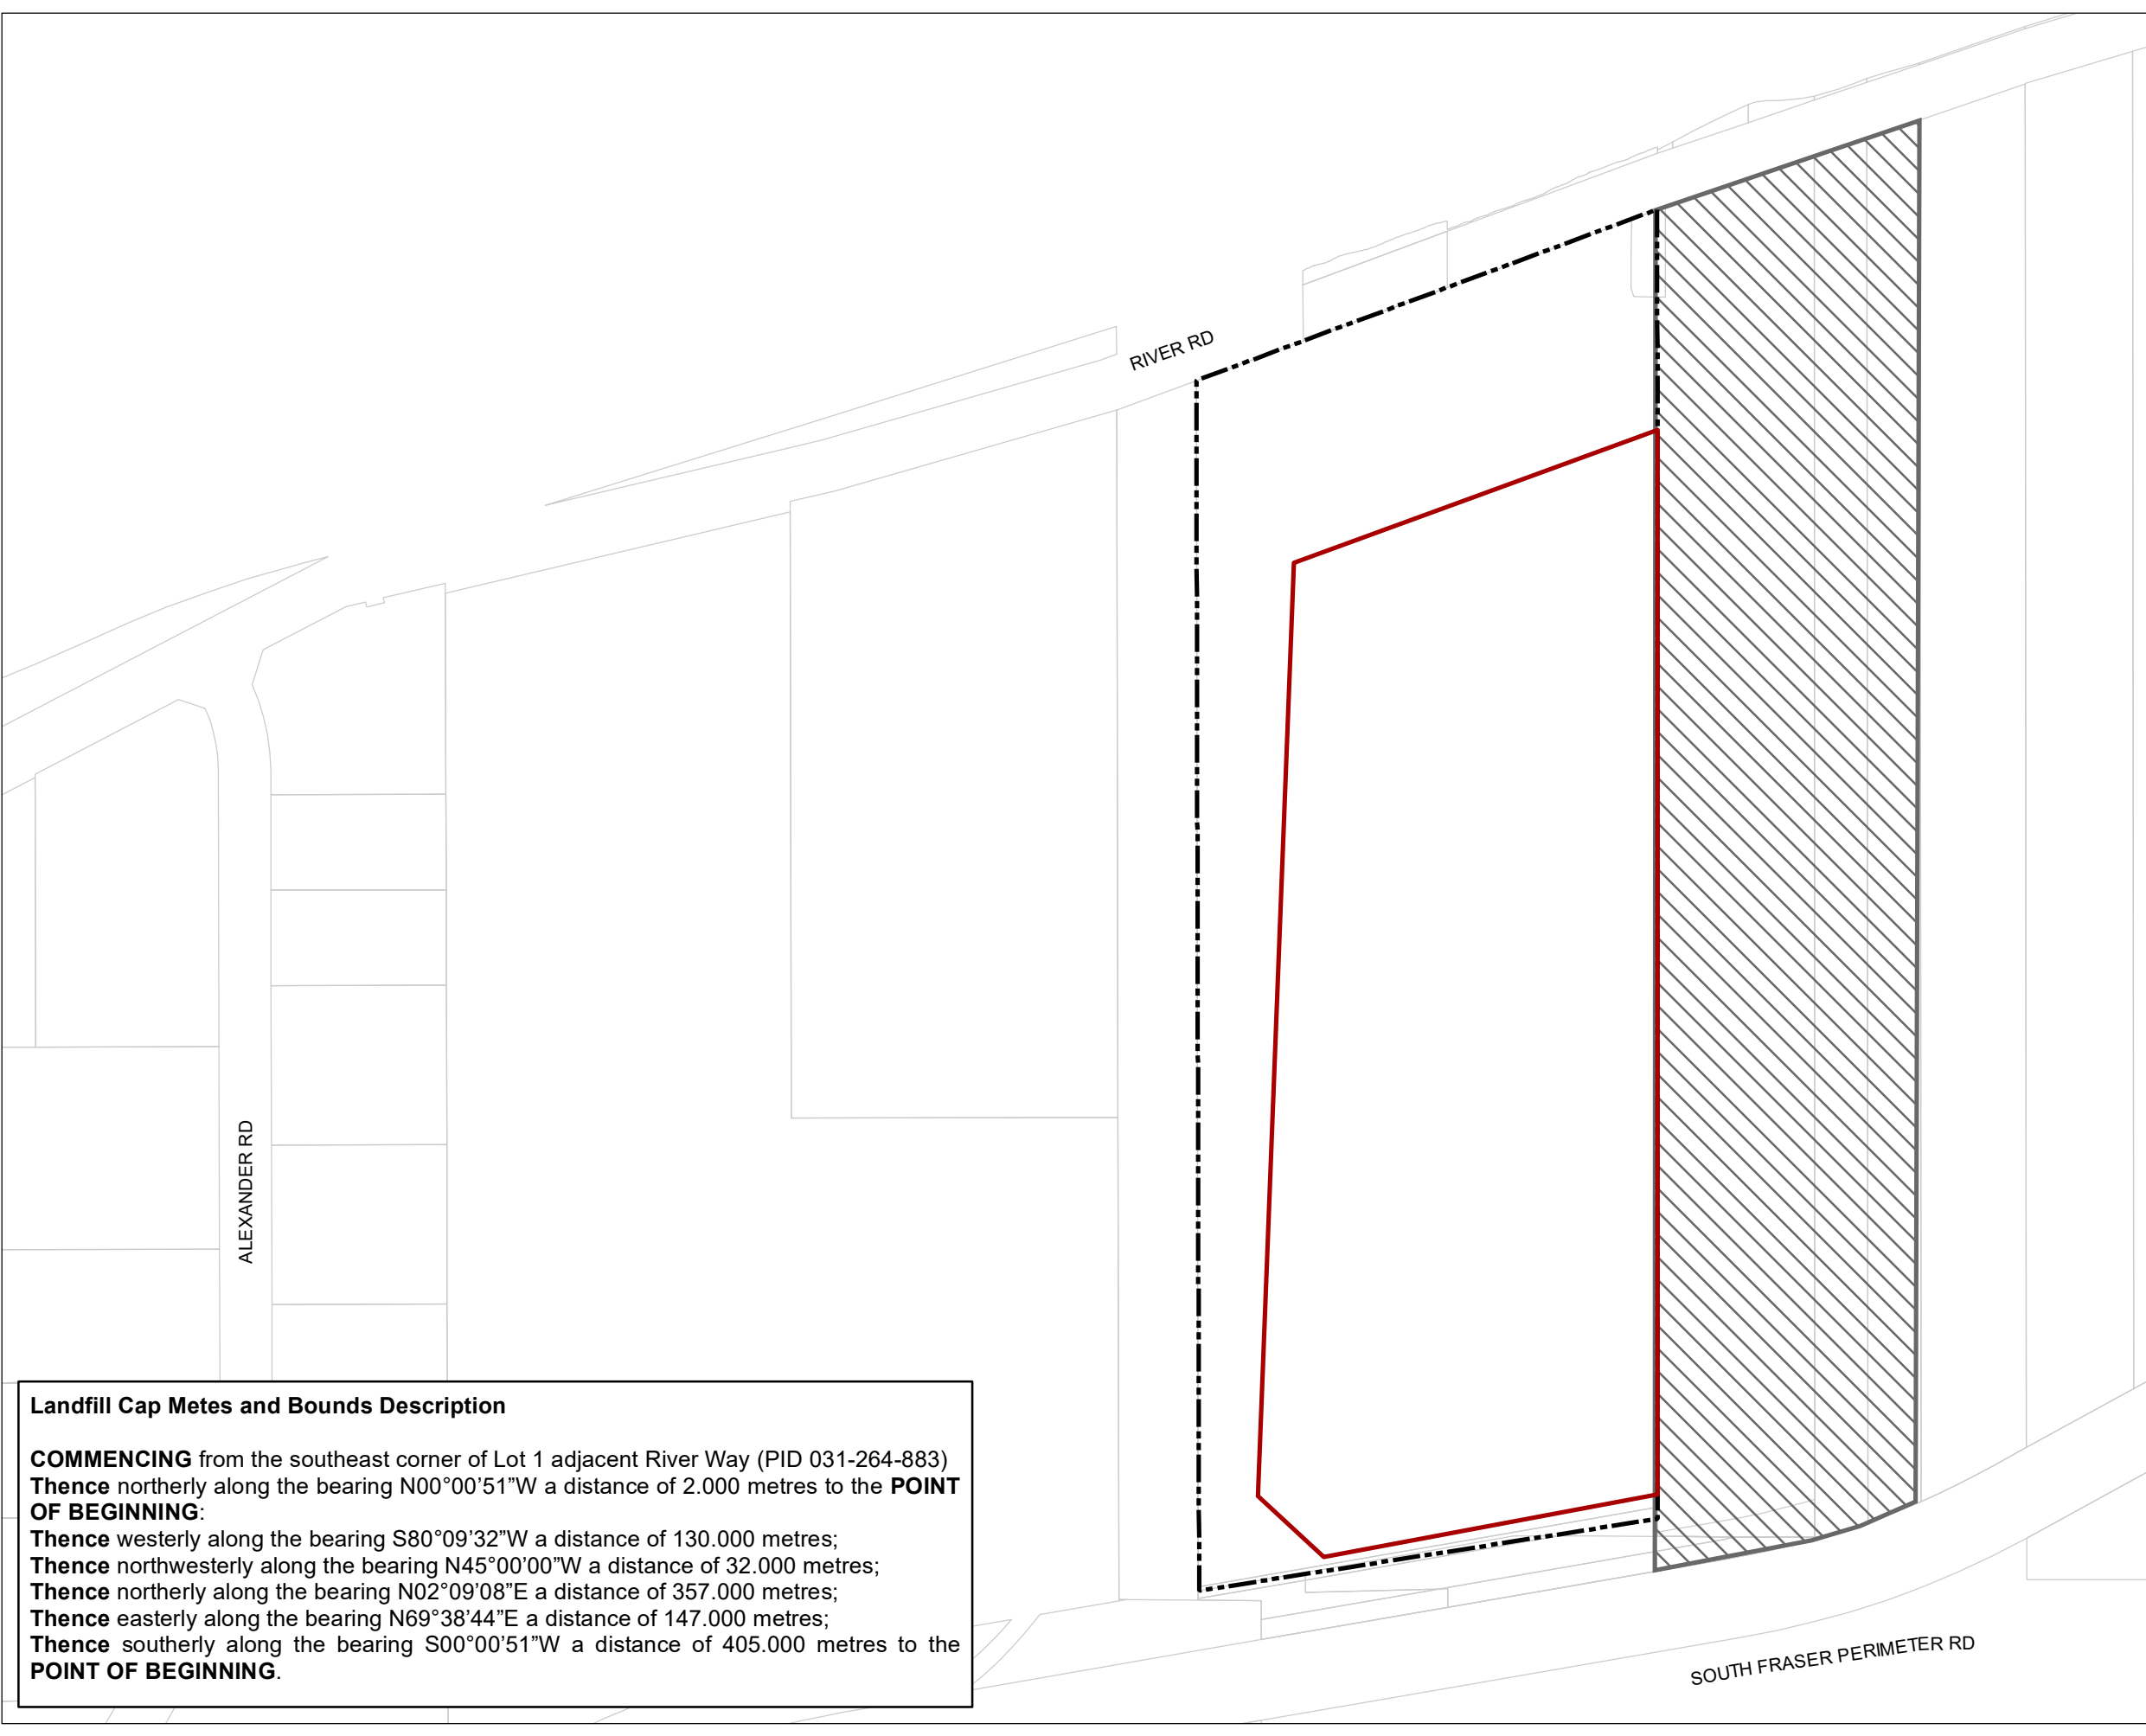 RIVER RD
ALEXANDER RD
Landfill Cap Metes and Bounds Description
COMMENCING from the southeast corner of Lot 1 adjacent River Way (PID 031-264-883)
Thence northerly along the bearing N00°00’51”W a distance of 2.000 metres to the POINT
OF BEGINNING:
Thence westerly along the bearing S80°09’32”W a distance of 130.000 metres;
Thence northwesterly along the bearing N45°00’00”W a distance of 32.000 metres;
Thence northerly along the bearing N02°09’08”E a distance of 357.000 metres;
Thence easterly along the bearing N69°38’44”E a distance of 147.000 metres;
Thence southerly along the bearing S00°00’51”W a distance of 405.000 metres to the
POINT OF BEGINNING.
SOUTH FRASER PERIMETER RD